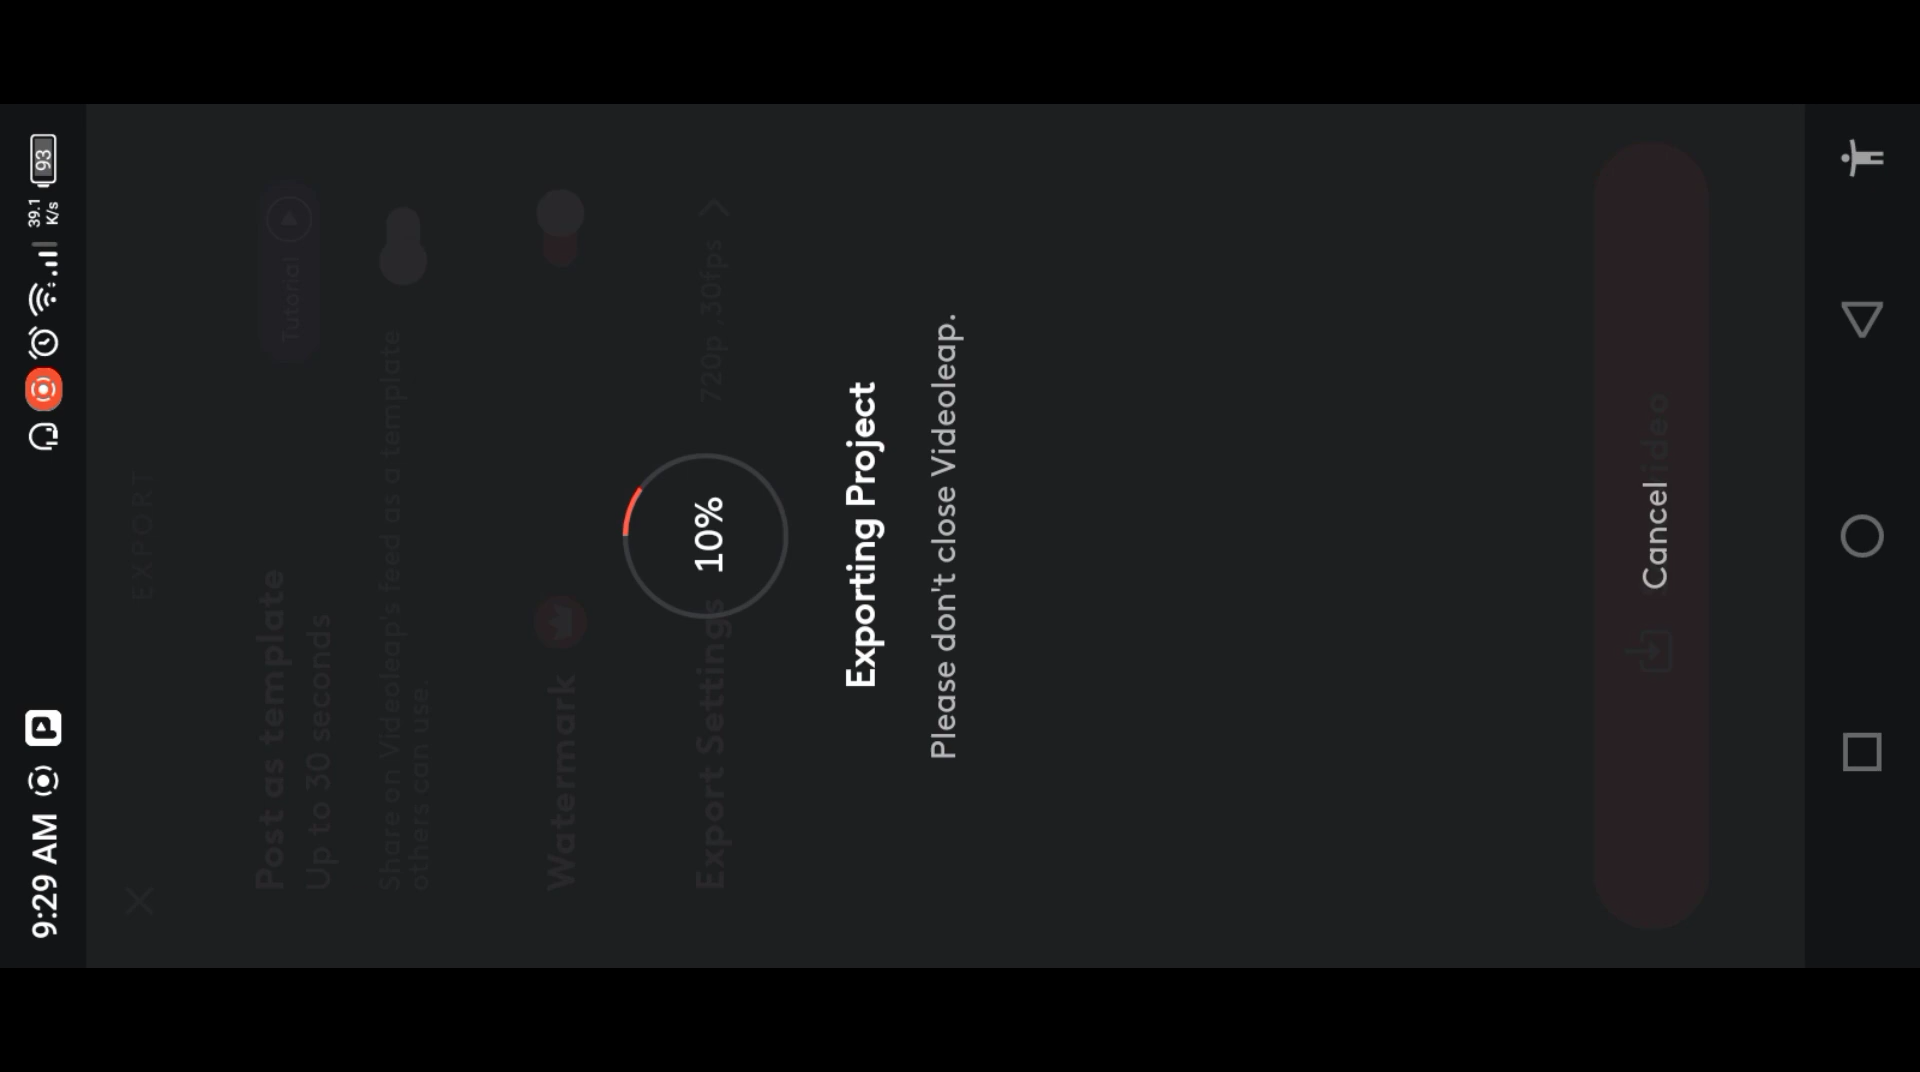 9:29 AM
39.1
K/s
93
EXPORT
Post as template
Up to 30 seconds
Tutorial
Share on Videoleap's feed as a template
others can use.
Watermark
Export Settings
720p ,30fps
10%
Exporting Project
Please don't close Videoleap.
Cancel ideo